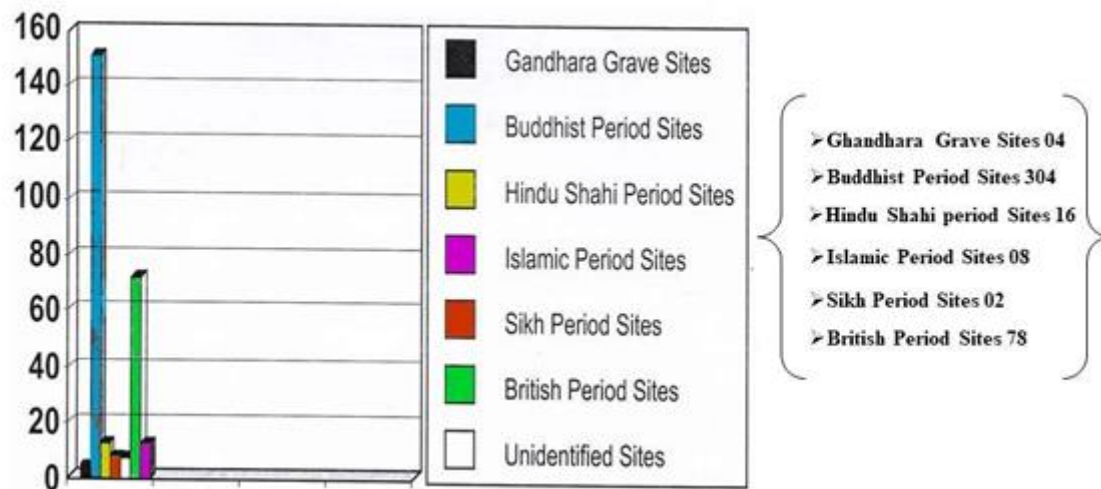 160
140
120
100
80
60
40
20
0
Gandhara Grave Sites
Buddhist Period Sites
Hindu Shahi Period Sites
Islamic Period Sites
Sikh Period Sites
British Period Sites
Unidentified Sites
➢Ghandhara Grave Sites 04
➢Buddhist Period Sites 304
➢Hindu Shahi period Sites 16
➢Islamic Period Sites 08
➢Sikh Period Sites 02
➢British Period Sites 78